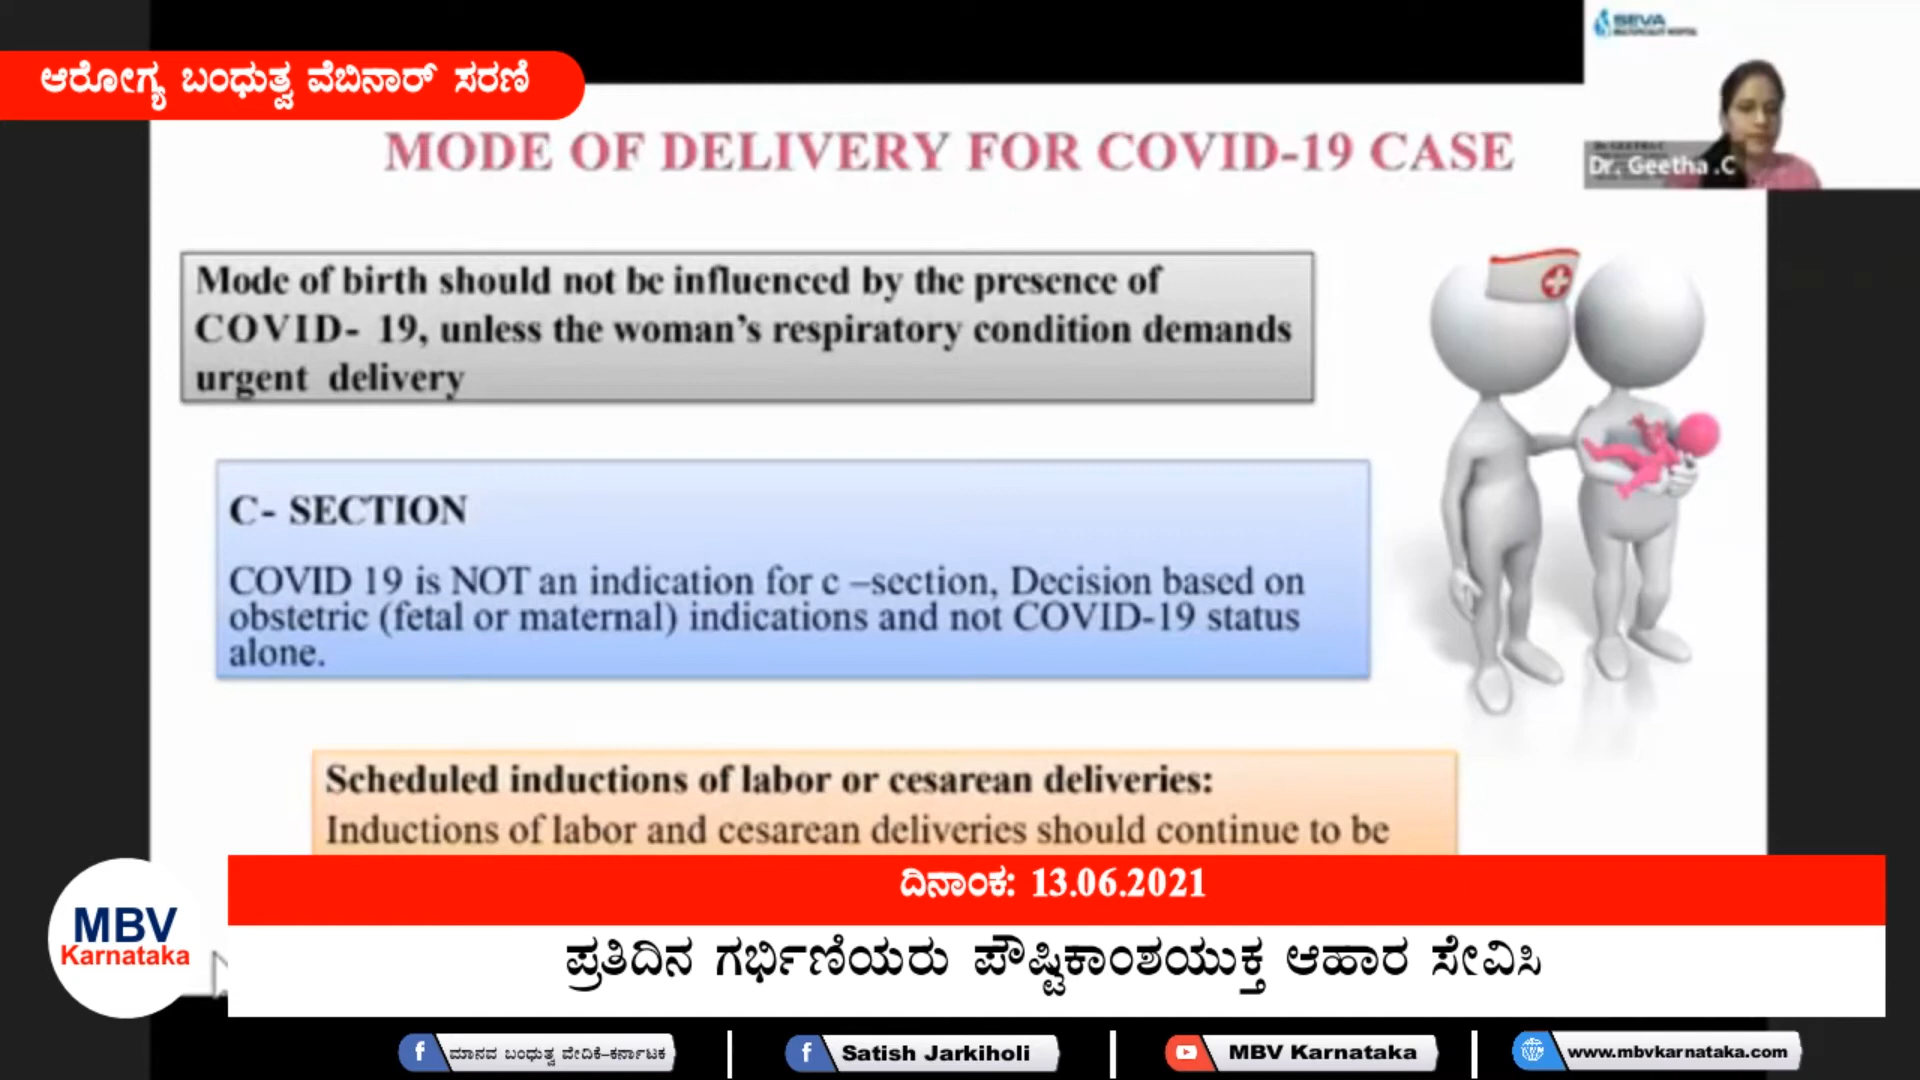 SEVA
ಆರೋಗ್ಯ ಬಂಧುತ್ವ ವೆಬಿನಾರ್ ಸರಣಿ
MODE OF DELIVERY FOR COVID-19 CASE
Dr. Geetha .C
Mode of birth should not be influenced by the presence of
COVID- 19, unless the woman's respiratory condition demands
urgent delivery
C- SECTION
COVID 19 is NOT an indication for c –section, Decision based on
obstetric (fetal or maternal) indications and not COVID-19 status
alone.
Scheduled inductions of labor or cesarean deliveries:
Inductions of labor and cesarean deliveries should continue to be
ದಿನಾಂಕ: 13.06.2021
MBV
Karnataka
ಪ್ರತಿದಿನ ಗರ್ಭಿಣಿಯರು ಪೌಷ್ಟಿಕಾಂಶಯುಕ್ತ ಆಹಾರ ಸೇವಿಸಿ
ಮಾನವ ಬಂಧುತ್ವ ವೇದಿಕೆ-ಕರ್ನಾಟಕ
Satish Jarkiholi
MBV Karnataka
www.mbvkarnataka.com